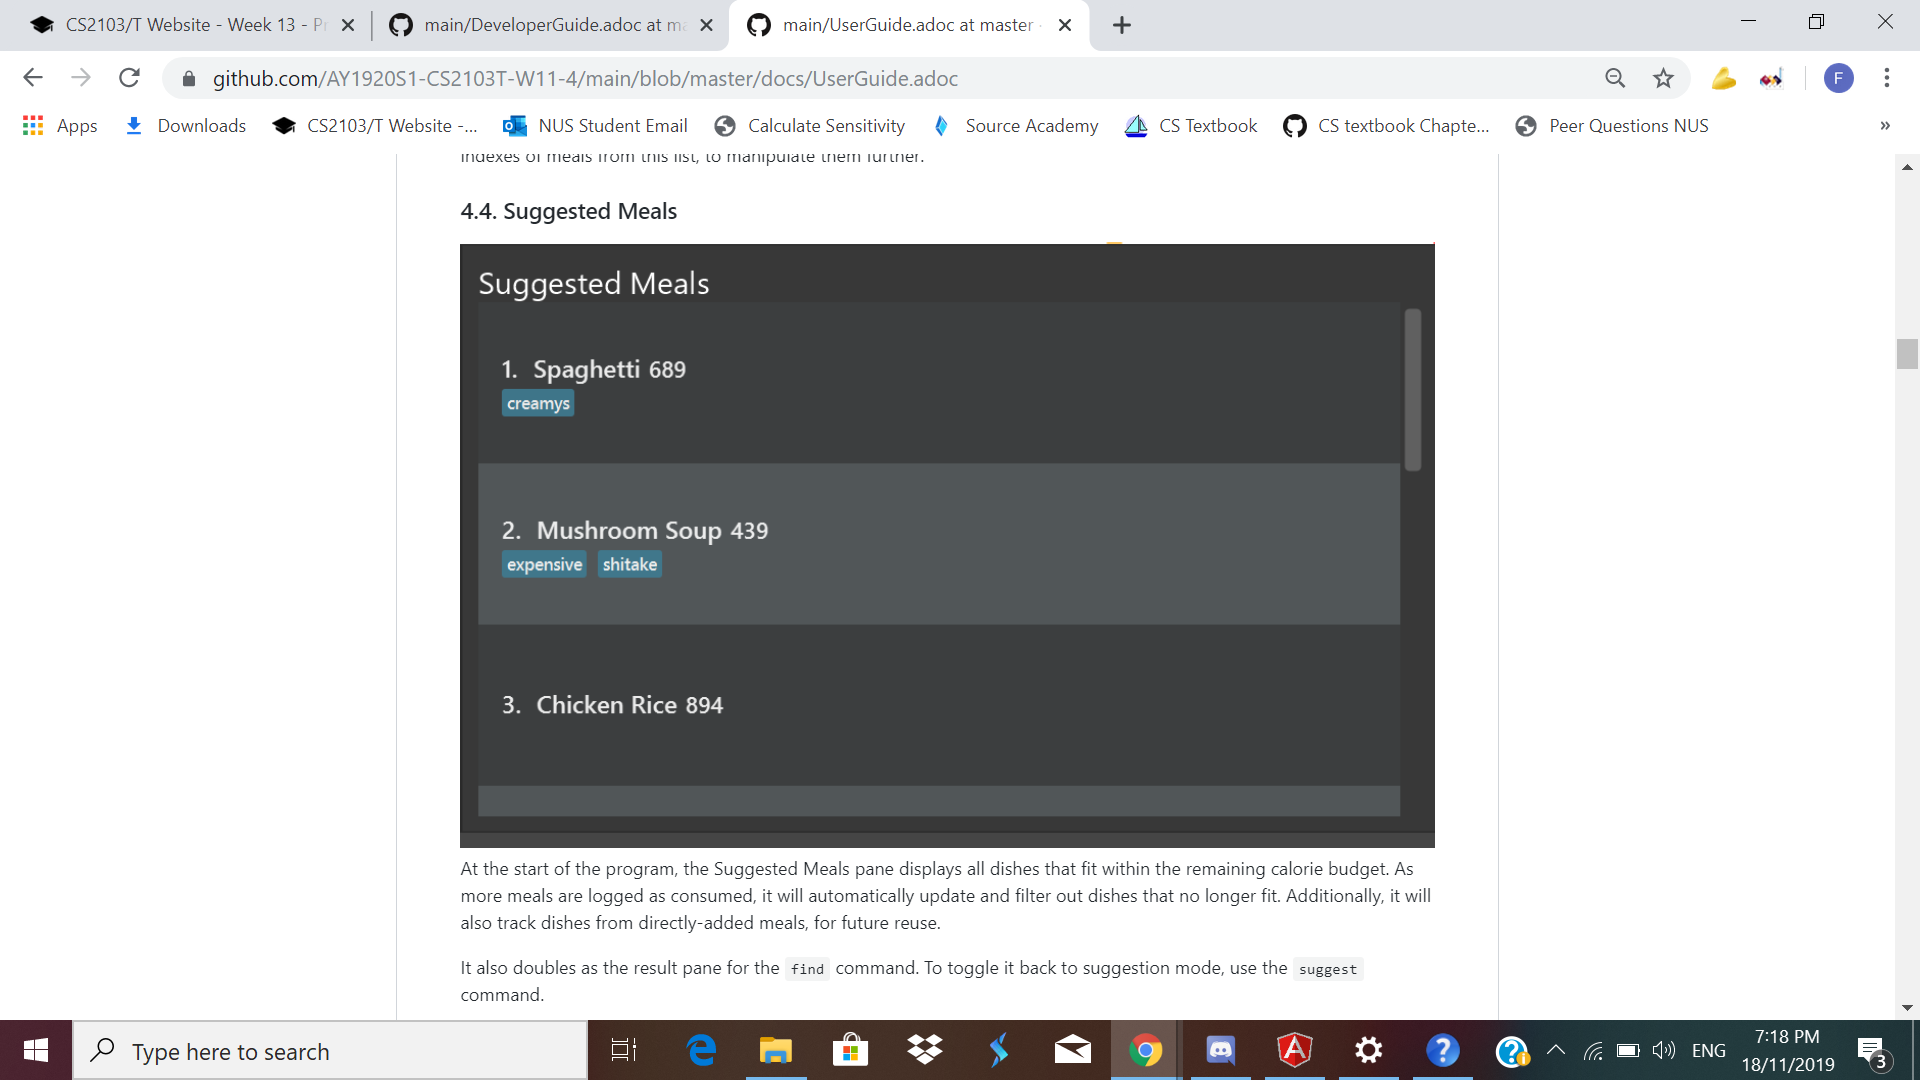 CS2103/T Website - Week 13 - Pr
main/DeveloperGuide.adoc at ma
main/UserGuide.adoc at master
github.com/AY1920S1-CS2103T-W11-4/main/blob/master/docs/UserGuide.adoc
F
Apps Downloads CS2103/T Website -... NUS Student Email Calculate Sensitivity Source Academy CS Textbook CS textbook Chapte... Peer Questions NUS »
indexes of meals from this list, to manipulate them further.
4.4. Suggested Meals
Suggested Meals
1. Spaghetti 689
creamys
2. Mushroom Soup 439
expensive shitake
3. Chicken Rice 894
At the start of the program, the Suggested Meals pane displays all dishes that fit within the remaining calorie budget. As
more meals are logged as consumed, it will automatically update and filter out dishes that no longer fit. Additionally, it will
also track dishes from directly-added meals, for future reuse.
It also doubles as the result pane for the find command. To toggle it back to suggestion mode, use the suggest
command.
Type here to search
ENG
7:18 PM
18/11/2019
3